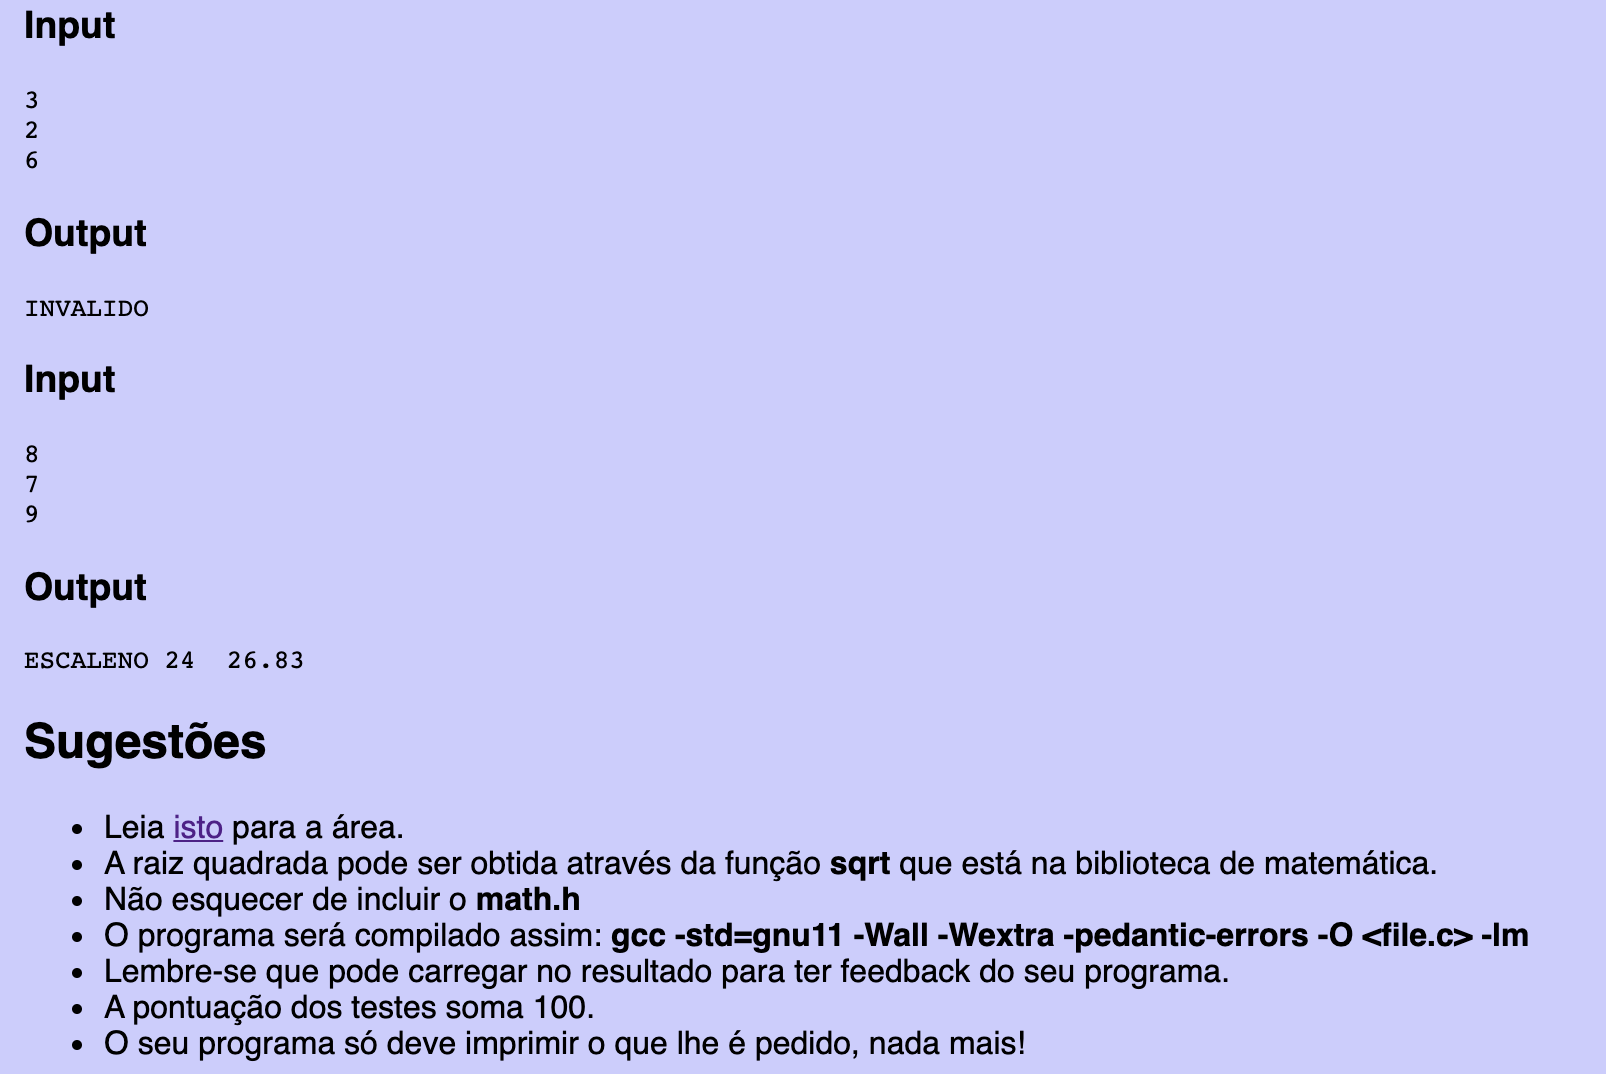 Input
3
2
6
Output
INVALIDO
Input
8
7
9
Output
ESCALENO 24  26.83
Sugestões
• Leia isto para a área.
• A raiz quadrada pode ser obtida através da função sqrt que está na biblioteca de matemática.
• Não esquecer de incluir o math.h
• O programa será compilado assim: gcc -std=gnu11 -Wall -Wextra -pedantic-errors -O <file.c> -lm
• Lembre-se que pode carregar no resultado para ter feedback do seu programa.
• A pontuação dos testes soma 100.
• O seu programa só deve imprimir o que lhe é pedido, nada mais!